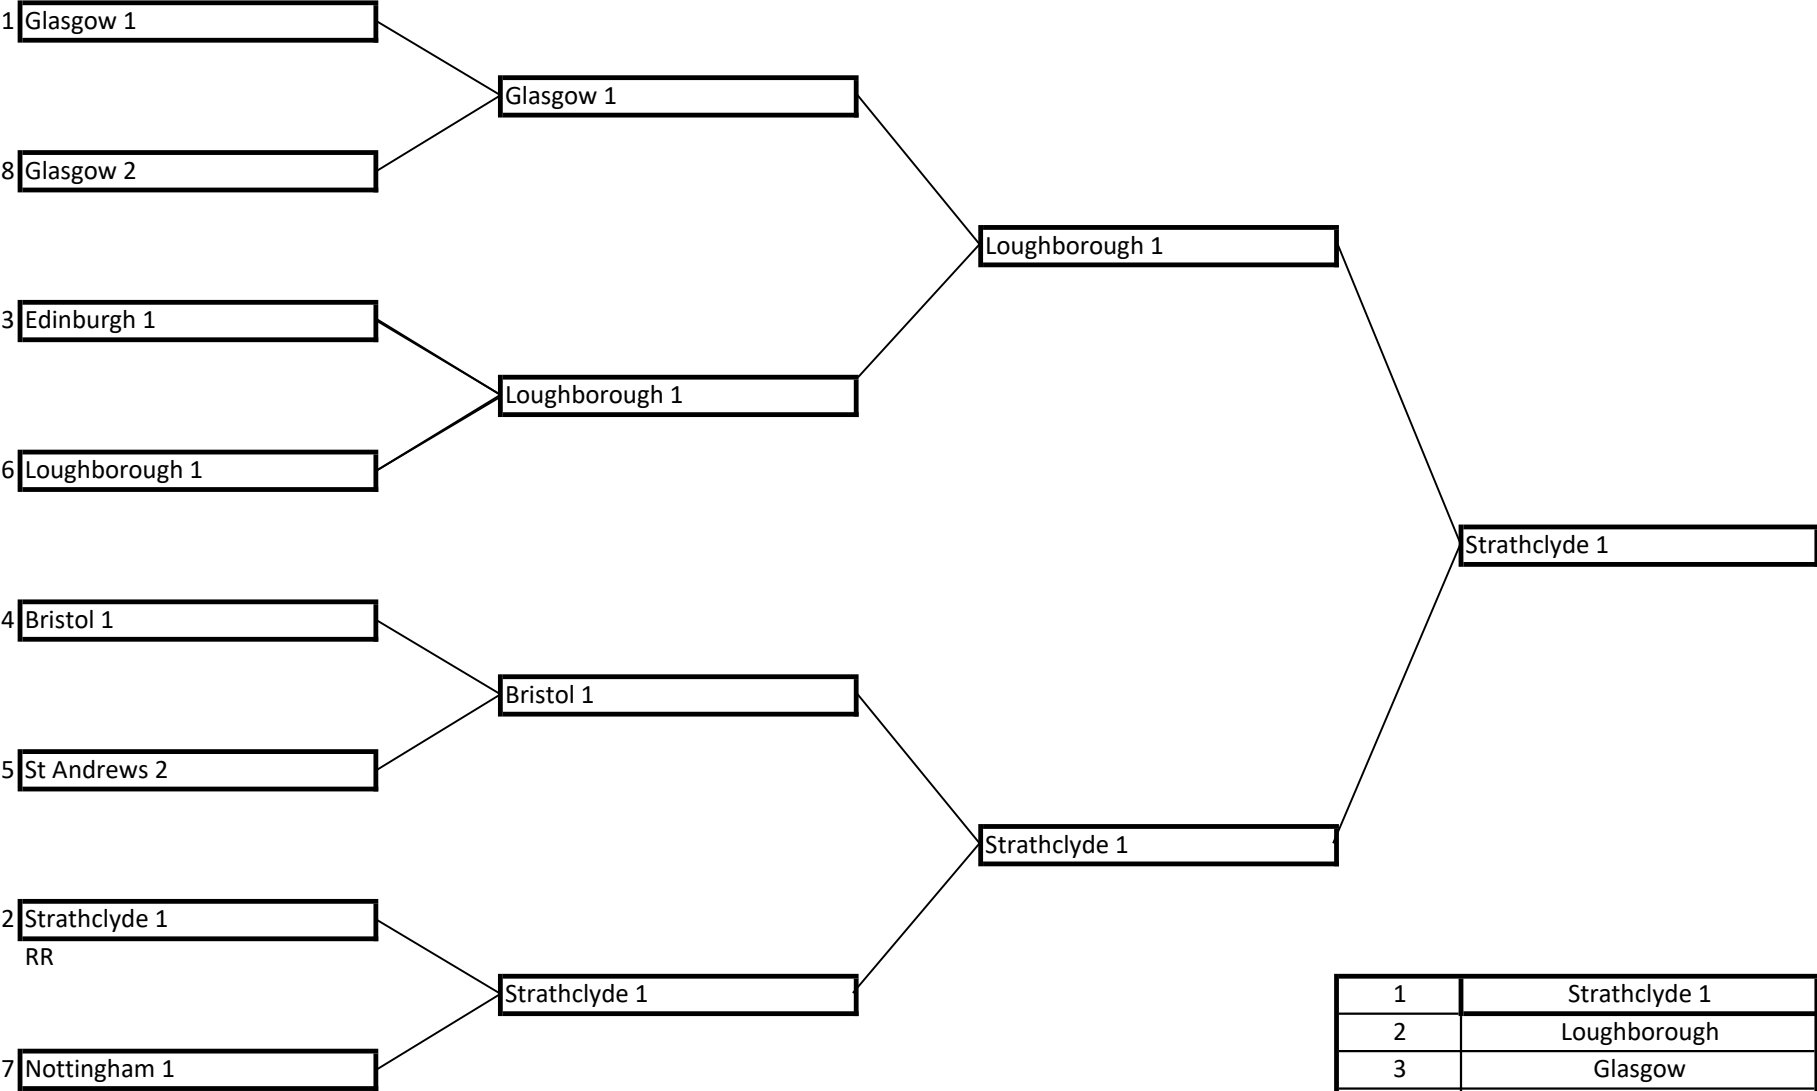 1 Glasgow 1
Glasgow 1
8 Glasgow 2
Loughborough 1
3 Edinburgh 1
Loughborough 1
6 Loughborough 1
Strathclyde 1
4 Bristol 1
Bristol 1
5 St Andrews 2
Strathclyde 1
2 Strathclyde 1
RR
Strathclyde 1
1 Strathclyde 1
2 Loughborough
3 Glasgow
7 Nottingham 1